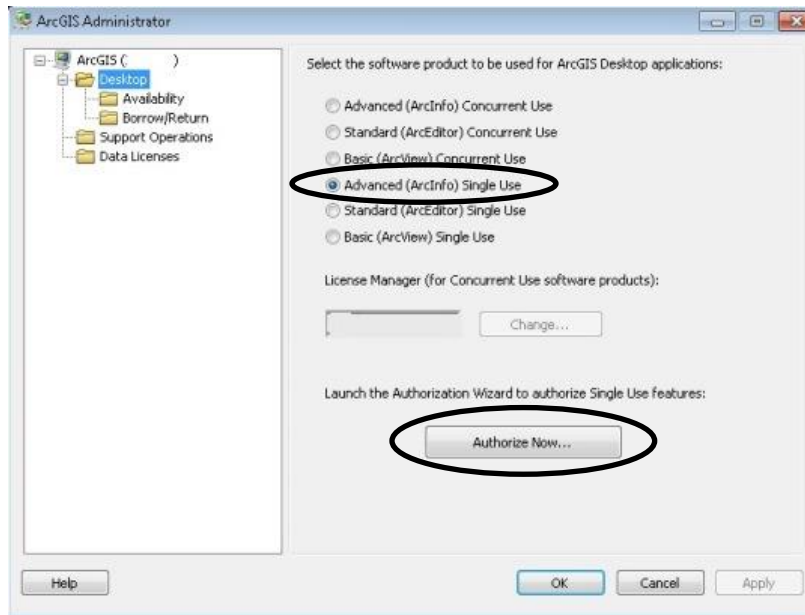 ArcGIS Administrator
ArcGIS ( )
Desktop
Availability
Borrow/Return
Support Operations
Data Licenses
Select the software product to be used for ArcGIS Desktop applications:
Advanced (ArcInfo) Concurrent Use
Standard (ArcEditor) Concurrent Use
Basic (ArcView) Concurrent Use
Advanced (ArcInfo) Single Use
Standard (ArcEditor) Single Use
Basic (ArcView) Single Use
License Manager (for Concurrent Use software products):
Change...
Launch the Authorization Wizard to authorize Single Use features:
Authorize Now...
Help
OK
Cancel
Apply